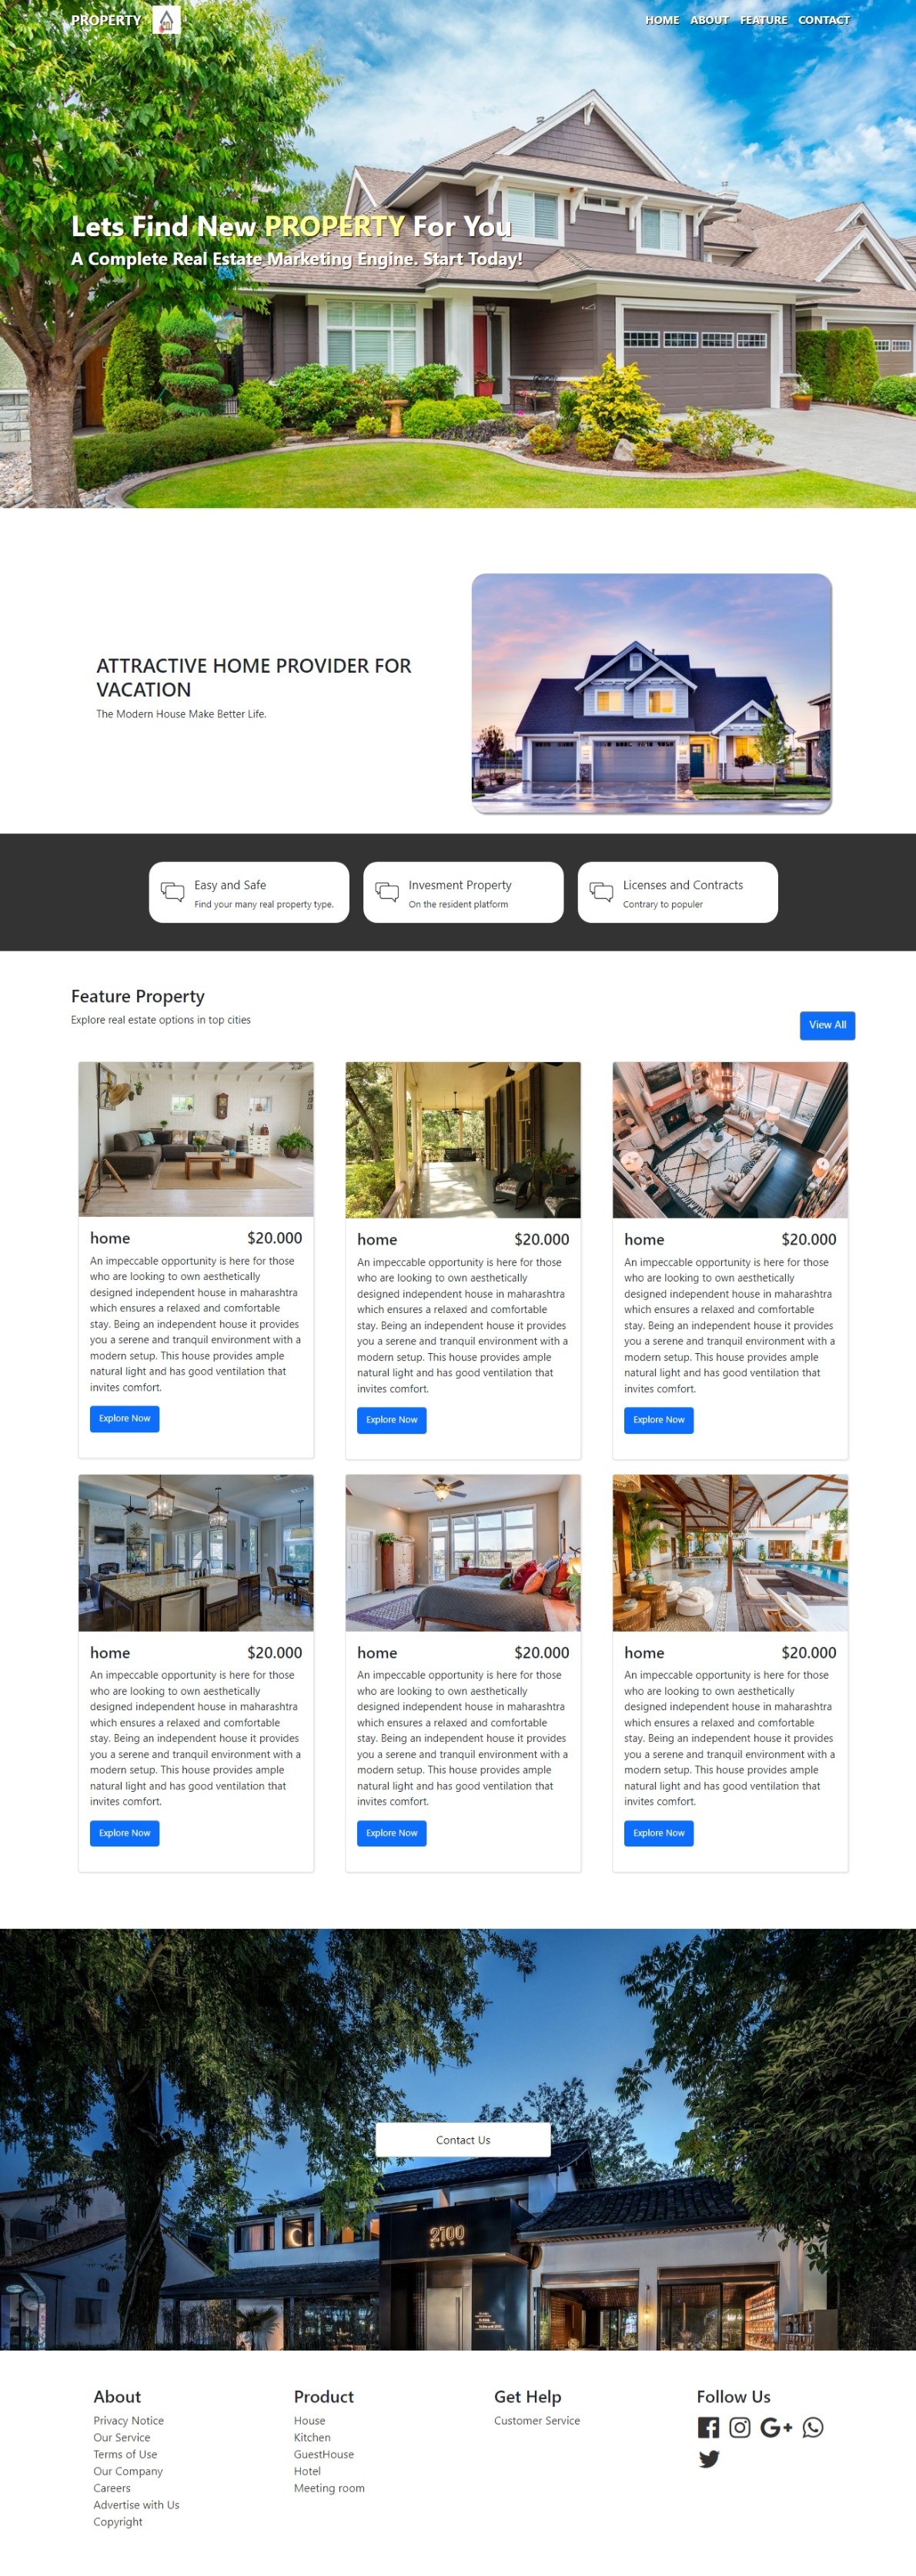 PROPERTY
HOME ABOUT FEATURE CONTACT
Lets Find New PROPERTY For You
A Complete Real Estate Marketing Engine. Start Today!
ATTRACTIVE HOME PROVIDER FOR
VACATION
The Modern House Make Better Life.
Easy and Safe
Find your many real property type.
Invesment Property
On the resident platform
Licenses and Contracts
Contrary to populer
Feature Property
Explore real estate options in top cities
View All
home $20.000
An impeccable opportunity is here for those
who are looking to own aesthetically
designed independent house in maharashtra
which ensures a relaxed and comfortable
stay. Being an independent house it provides
you a serene and tranquil environment with a
modern setup. This house provides ample
natural light and has good ventilation that
invites comfort.
Explore Now
home $20.000
An impeccable opportunity is here for those
who are looking to own aesthetically
designed independent house in maharashtra
which ensures a relaxed and comfortable
stay. Being an independent house it provides
you a serene and tranquil environment with a
modern setup. This house provides ample
natural light and has good ventilation that
invites comfort.
Explore Now
home $20.000
An impeccable opportunity is here for those
who are looking to own aesthetically
designed independent house in maharashtra
which ensures a relaxed and comfortable
stay. Being an independent house it provides
you a serene and tranquil environment with a
modern setup. This house provides ample
natural light and has good ventilation that
invites comfort.
Explore Now
home $20.000
An impeccable opportunity is here for those
who are looking to own aesthetically
designed independent house in maharashtra
which ensures a relaxed and comfortable
stay. Being an independent house it provides
you a serene and tranquil environment with a
modern setup. This house provides ample
natural light and has good ventilation that
invites comfort.
Explore Now
home $20.000
An impeccable opportunity is here for those
who are looking to own aesthetically
designed independent house in maharashtra
which ensures a relaxed and comfortable
stay. Being an independent house it provides
you a serene and tranquil environment with a
modern setup. This house provides ample
natural light and has good ventilation that
invites comfort.
Explore Now
home $20.000
An impeccable opportunity is here for those
who are looking to own aesthetically
designed independent house in maharashtra
which ensures a relaxed and comfortable
stay. Being an independent house it provides
you a serene and tranquil environment with a
modern setup. This house provides ample
natural light and has good ventilation that
invites comfort.
Explore Now
Contact Us
2100
About
Privacy Notice
Our Service
Terms of Use
Our Company
Careers
Advertise with Us
Copyright
Product
House
Kitchen
GuestHouse
Hotel
Meeting room
Get Help
Customer Service
Follow Us